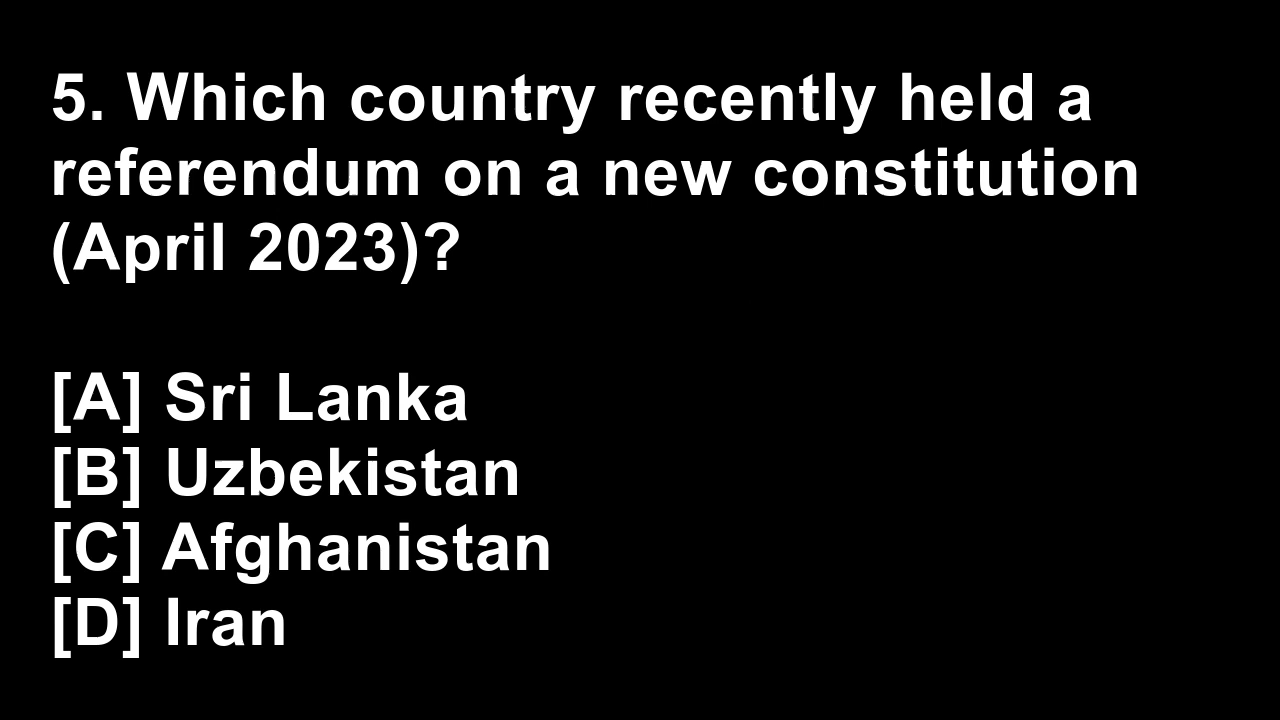 5. Which country recently held a
referendum on a new constitution
(April 2023)?
[A] Sri Lanka
[B] Uzbekistan
[C] Afghanistan
[D] Iran